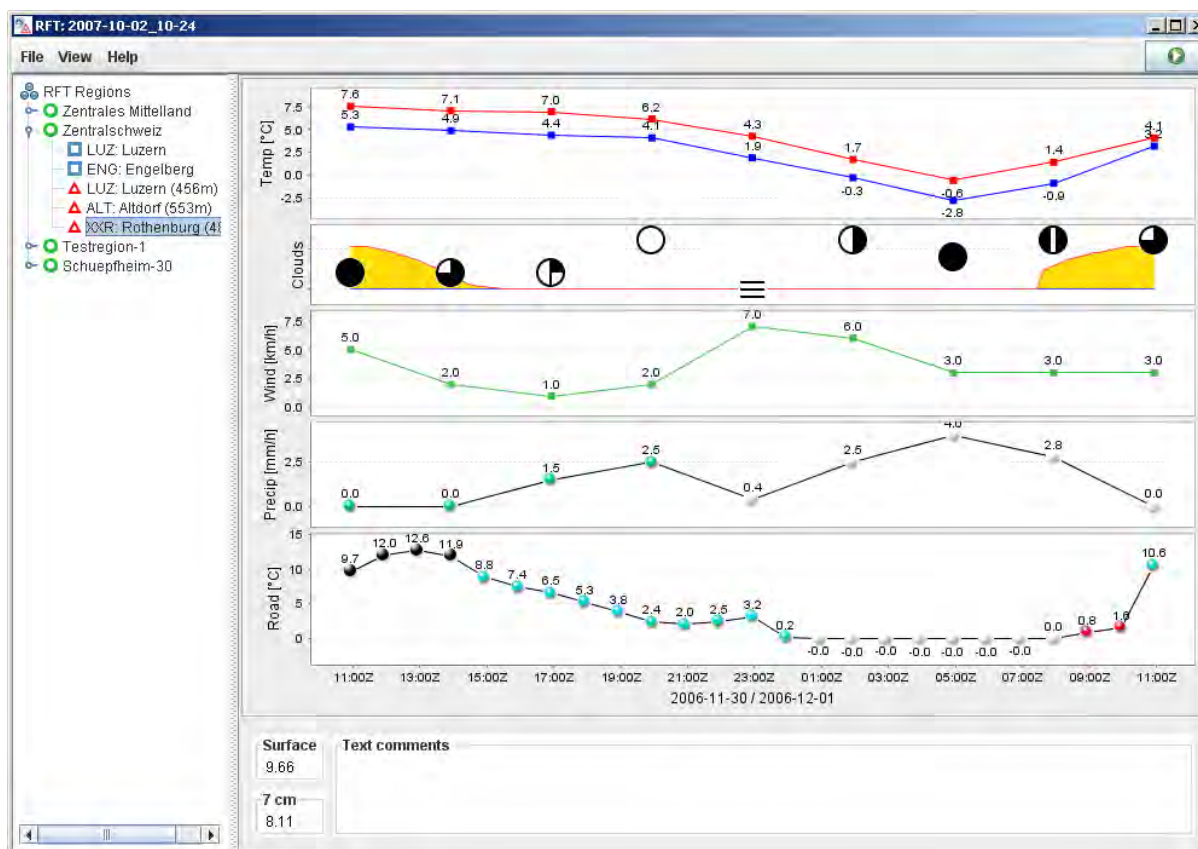 RFT: 2007-10-02_10-24
File View Help
RFT Regions
Zentrales Mittelland
Zentralschweiz
LUZ: Luzern
ENG: Engelberg
LUZ: Luzern (456m)
ALT: Altdorf (553m)
XXR: Rothenburg (4
Testregion-1
Schuepfheim-30
Temp [°C]
7.5
5.0
2.5
0.0
-2.5
7.6 7.1 7.0 6.2 4.3 1.7 -0.6 1.4 4.1
5.3 4.9 4.4 4.1 1.9 -0.3 -2.8 -0.9
Clouds
Wind [km/h]
7.5
5.0
2.5
0.0
5.0 2.0 1.0 2.0 7.0 6.0 3.0 3.0 3.0
Precip [mm/h]
2.5
0.0
0.0 0.0 1.5 2.5 0.4 2.5 4.0 2.8 0.0
Road [°C]
15
10
5
0
9.7 12.0 12.6 11.9 8.8 7.4 6.5 5.3 3.8 2.4 2.0 2.5 3.2 0.2 -0.0 -0.0 -0.0 -0.0 -0.0 -0.0 -0.0 0.0 0.8 1.6 10.6
11:00Z 13:00Z 15:00Z 17:00Z 19:00Z 21:00Z 23:00Z 01:00Z 03:00Z 05:00Z 07:00Z 09:00Z 11:00Z
2006-11-30 / 2006-12-01
Surface
9.66
7 cm
8.11
Text comments